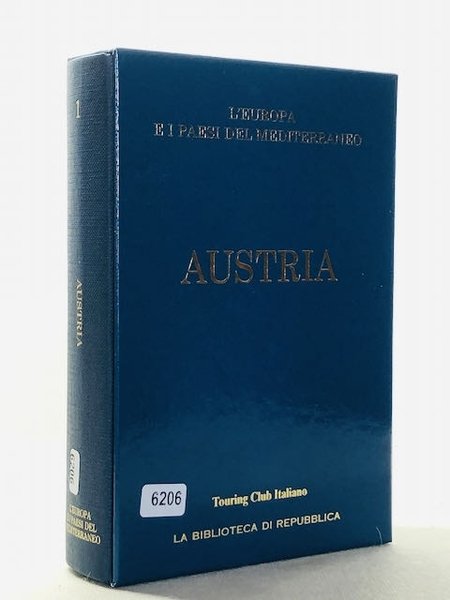 L'EUROPA
E I PAESI DEL MEDITERRANEO
AUSTRIA
6206
Touring Club Italiano
LA BIBLIOTECA DI REPUBBLICA
1
AUSTRIA
6206
L'EUROPA
E I PAESI DEL
MEDITERRANEO